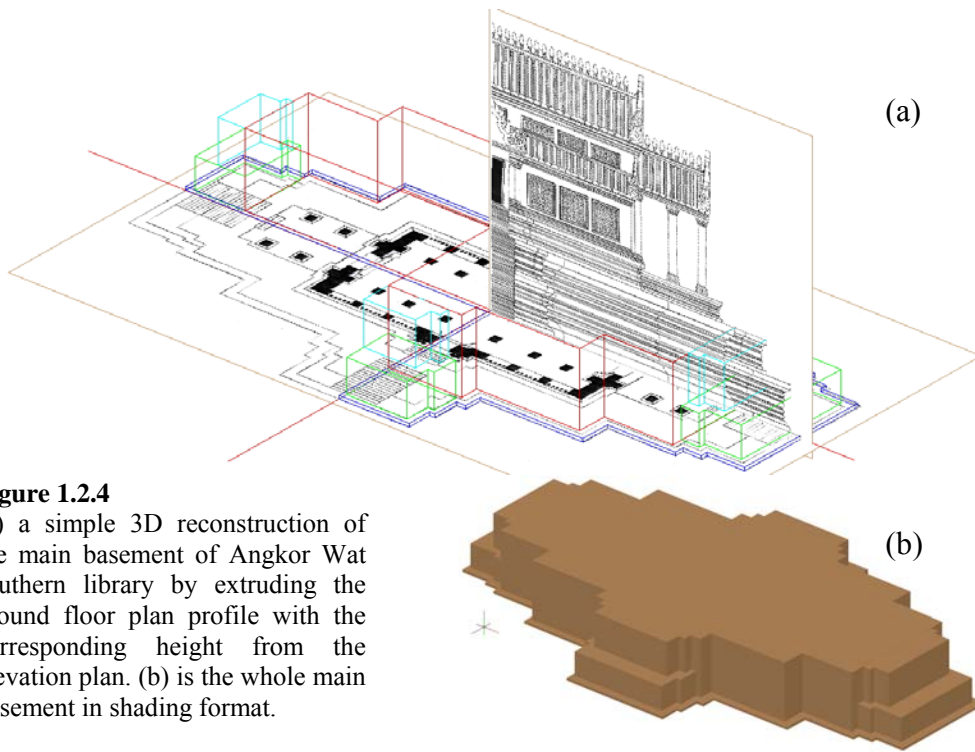 (a)
gure 1.2.4
) a simple 3D reconstruction of
e main basement of Angkor Wat
uthern library by extruding the
ound floor plan profile with the
rresponding height from the
evation plan. (b) is the whole main
sement in shading format.
(b)